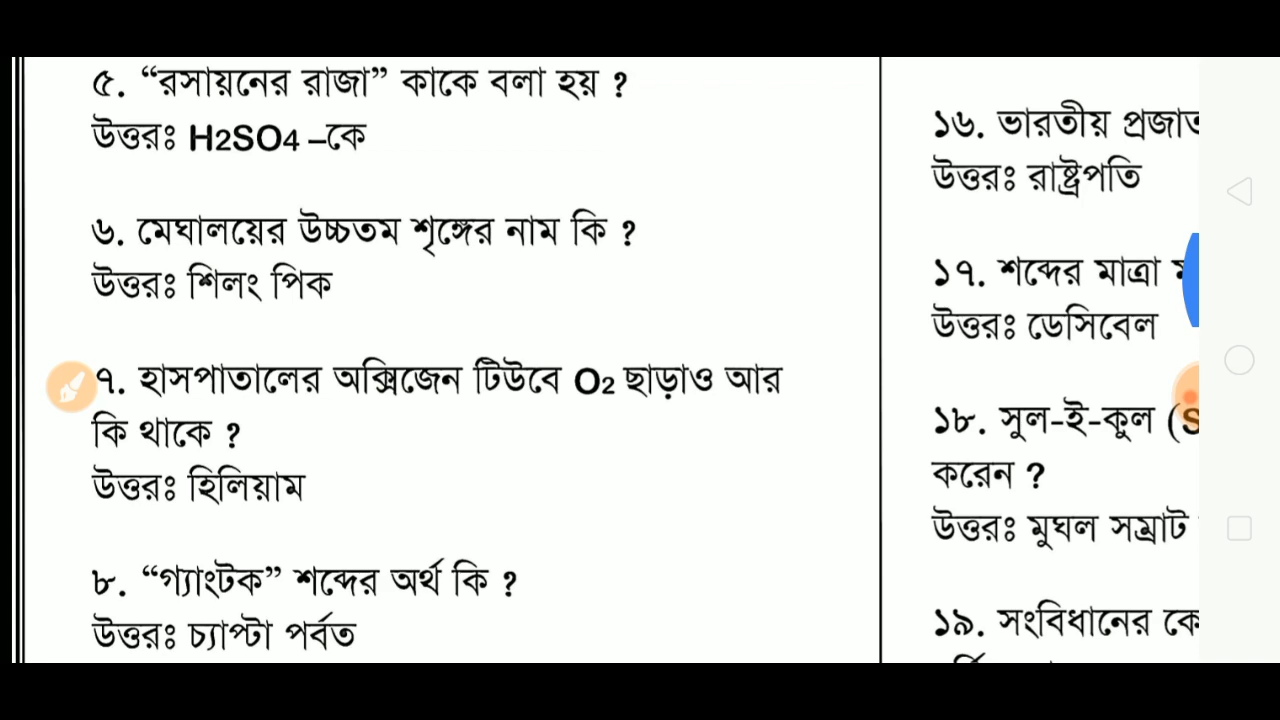 ৫. “রসায়নের রাজা” কাকে বলা হয় ?
উত্তরঃ H2SO4 –কে
৬. মেঘালয়ের উচ্চতম শৃঙ্গের নাম কি ?
উত্তরঃ শিলং পিক
৭. হাসপাতালের অক্সিজেন টিউবে O2 ছাড়াও আর
কি থাকে ?
উত্তরঃ হিলিয়াম
৮. “গ্যাংটক” শব্দের অর্থ কি ?
উত্তরঃ চ্যাপ্টা পর্বত
১৬. ভারতীয়
উত্তরঃ রাষ্ট্রপতি
১৭. শব্দের মাত্রা
উত্তরঃ ডেসিবেল
১৮. সুল-ই-কুল (S
করেন ?
উত্তরঃ মুঘল সম্রাট
১৯. সংবিধানের